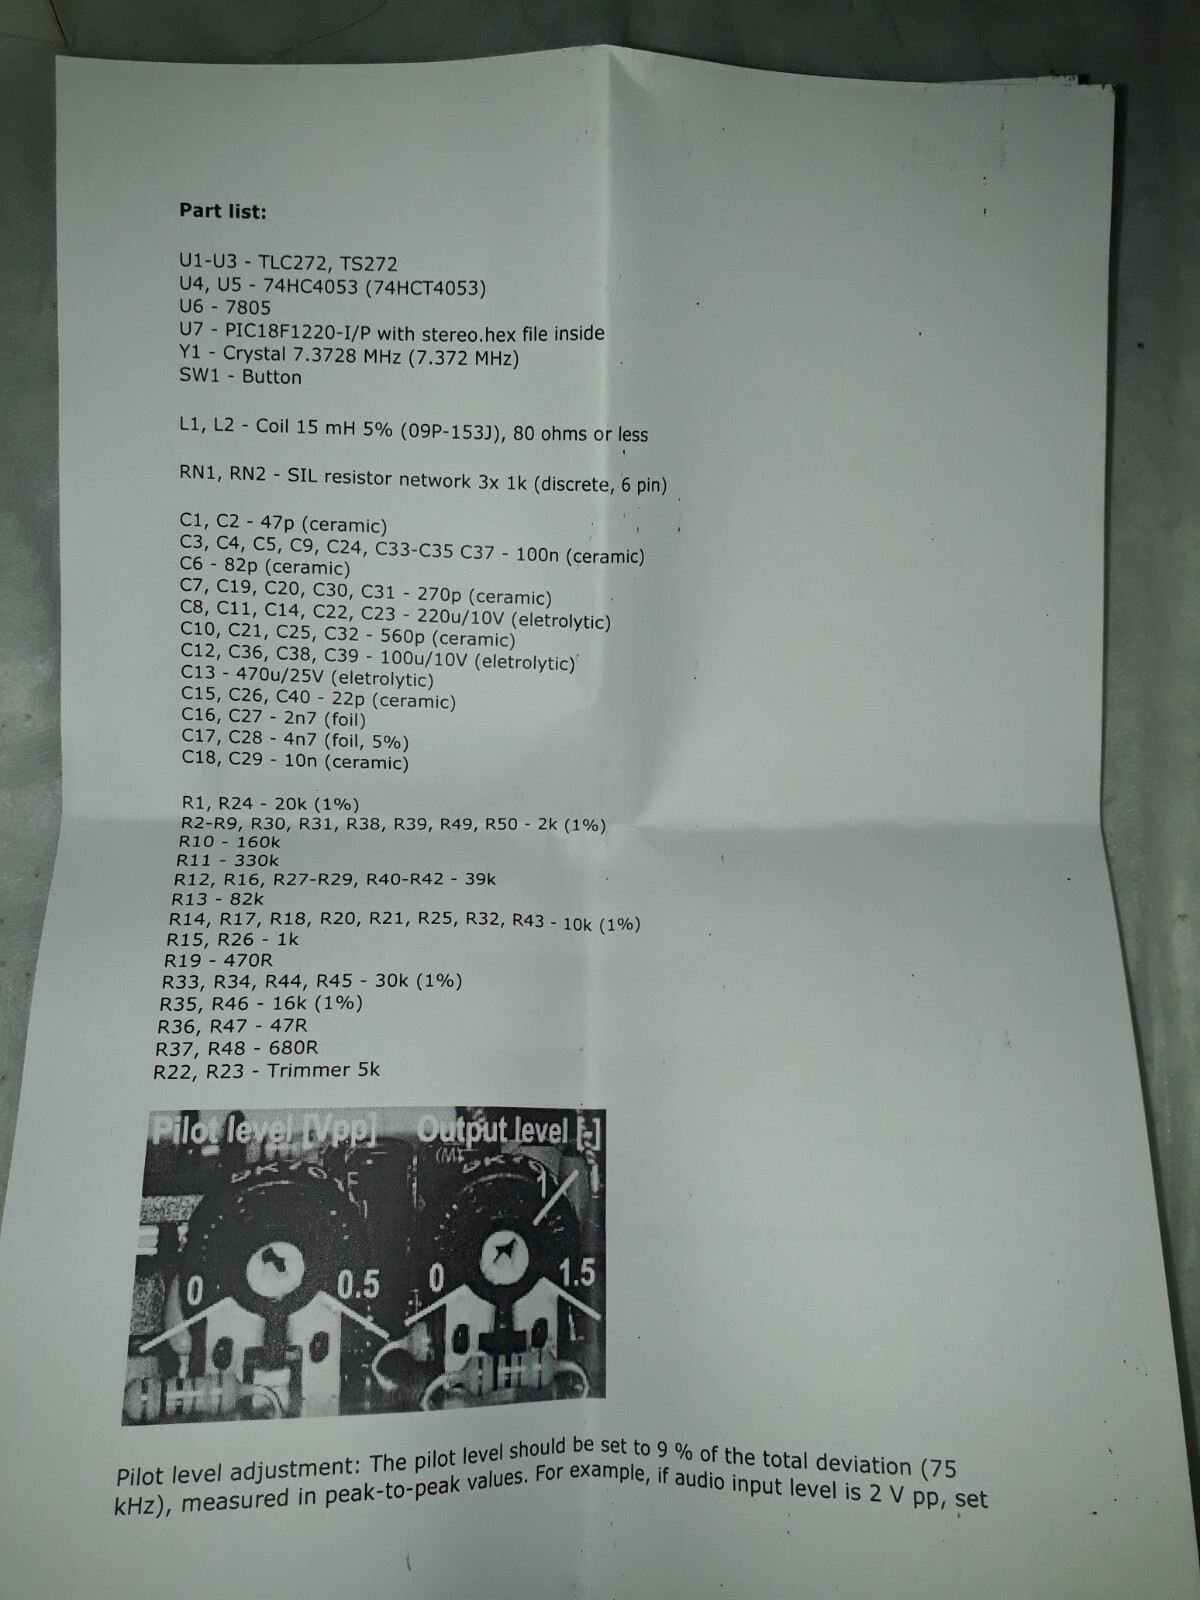 Part list:
U1-U3 - TLC272, TS272
U4, U5 - 74HC4053 (74HCT4053)
U6 - 7805
U7 - PIC18F1220-I/P with stereo.hex file inside
Y1 - Crystal 7.3728 MHz (7.372 MHz)
SW1 - Button
L1, L2 - Coil 15 mH 5% (09P-153J), 80 ohms or less
RN1, RN2 - SIL resistor network 3x 1k (discrete, 6 pin)
C1, C2 - 47p (ceramic)
C3, C4, C5, C9, C24, C33-C35 C37 - 100n (ceramic)
C6 - 82p (ceramic)
C7, C19, C20, C30, C31 - 270p (ceramic)
C8, C11, C14, C22, C23 - 220u/10V (eletrolytic)
C10, C21, C25, C32 - 560p (ceramic)
C12, C36, C38, C39 - 100u/10V (eletrolytic)
C13 - 470u/25V (eletrolytic)
C15, C26, C40 - 22p (ceramic)
C16, C27 - 2n7 (foil)
C17, C28 - 4n7 (foil, 5%)
C18, C29 - 10n (ceramic)
R1, R24 - 20k (1%)
R2-R9, R30, R31, R38, R39, R49, R50 - 2k (1%)
R10 - 160k
R11 - 330k
R12, R16, R27-R29, R40-R42 - 39k
R13 - 82k
R14, R17, R18, R20, R21, R25, R32, R43 - 10k (1%)
R15, R26 - 1k
R19 - 470R
R33, R34, R44, R45 - 30k (1%)
R35, R46 - 16k (1%)
R36, R47 - 47R
R37, R48 - 680R
R22, R23 - Trimmer 5k
Pilot level [Vpp] Output level [-]
1
0 0.5 0 1.5
Pilot level adjustment: The pilot level should be set to 9 % of the total deviation (75
kHz), measured in peak-to-peak values. For example, if audio input level is 2 V pp, set